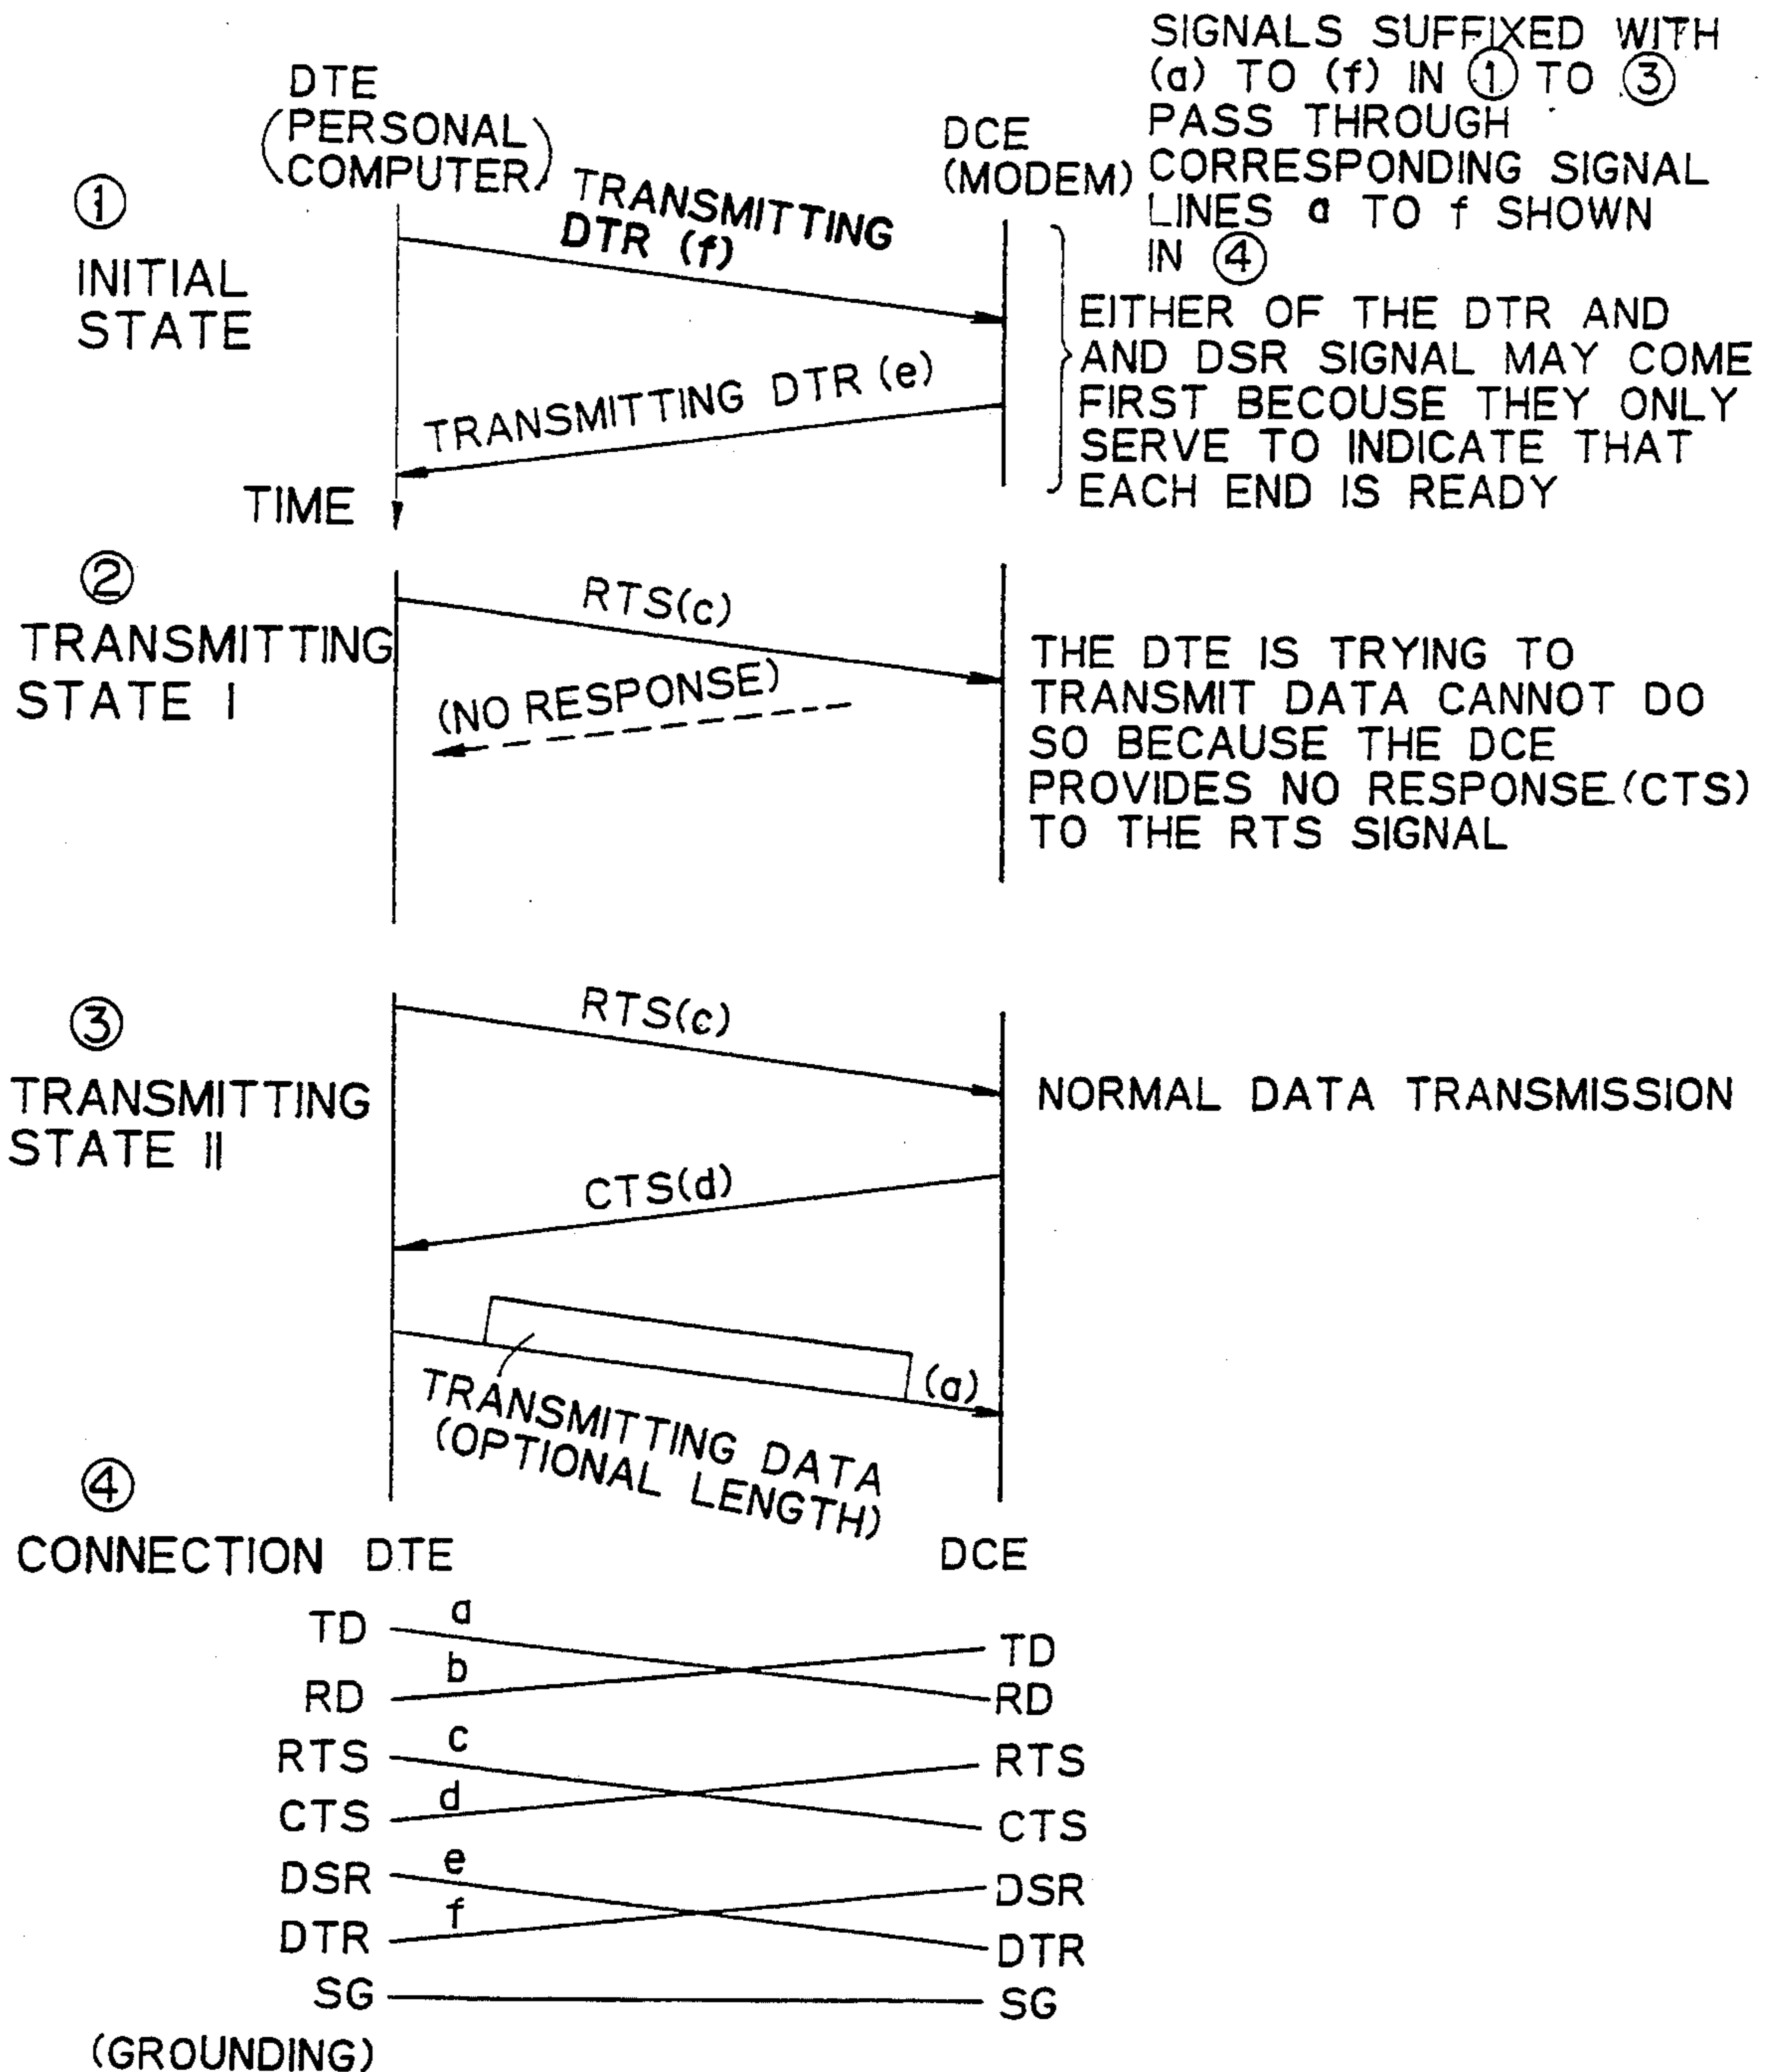 SIGNALS SUFFIXED WITH
(a) TO (f) IN ① TO ③
PASS THROUGH
CORRESPONDING SIGNAL
LINES a TO f SHOWN
IN ④
DTE
(PERSONAL
COMPUTER)
DCE
(MODEM)
①
INITIAL
STATE
TRANSMITTING
DTR (f)
TRANSMITTING DTR (e)
TIME
EITHER OF THE DTR AND
AND DSR SIGNAL MAY COME
FIRST BECOUSE THEY ONLY
SERVE TO INDICATE THAT
EACH END IS READY
②
TRANSMITTING
STATE I
RTS(c)
(NO RESPONSE)
THE DTE IS TRYING TO
TRANSMIT DATA CANNOT DO
SO BECAUSE THE DCE
PROVIDES NO RESPONSE (CTS)
TO THE RTS SIGNAL
③
TRANSMITTING
STATE II
RTS(c)
NORMAL DATA TRANSMISSION
CTS(d)
(a)
TRANSMITTING DATA
(OPTIONAL LENGTH)
④
CONNECTION DTE DCE
TD a TD
RD b RD
RTS c RTS
CTS d CTS
DSR e DSR
DTR f DTR
SG SG
(GROUNDING)